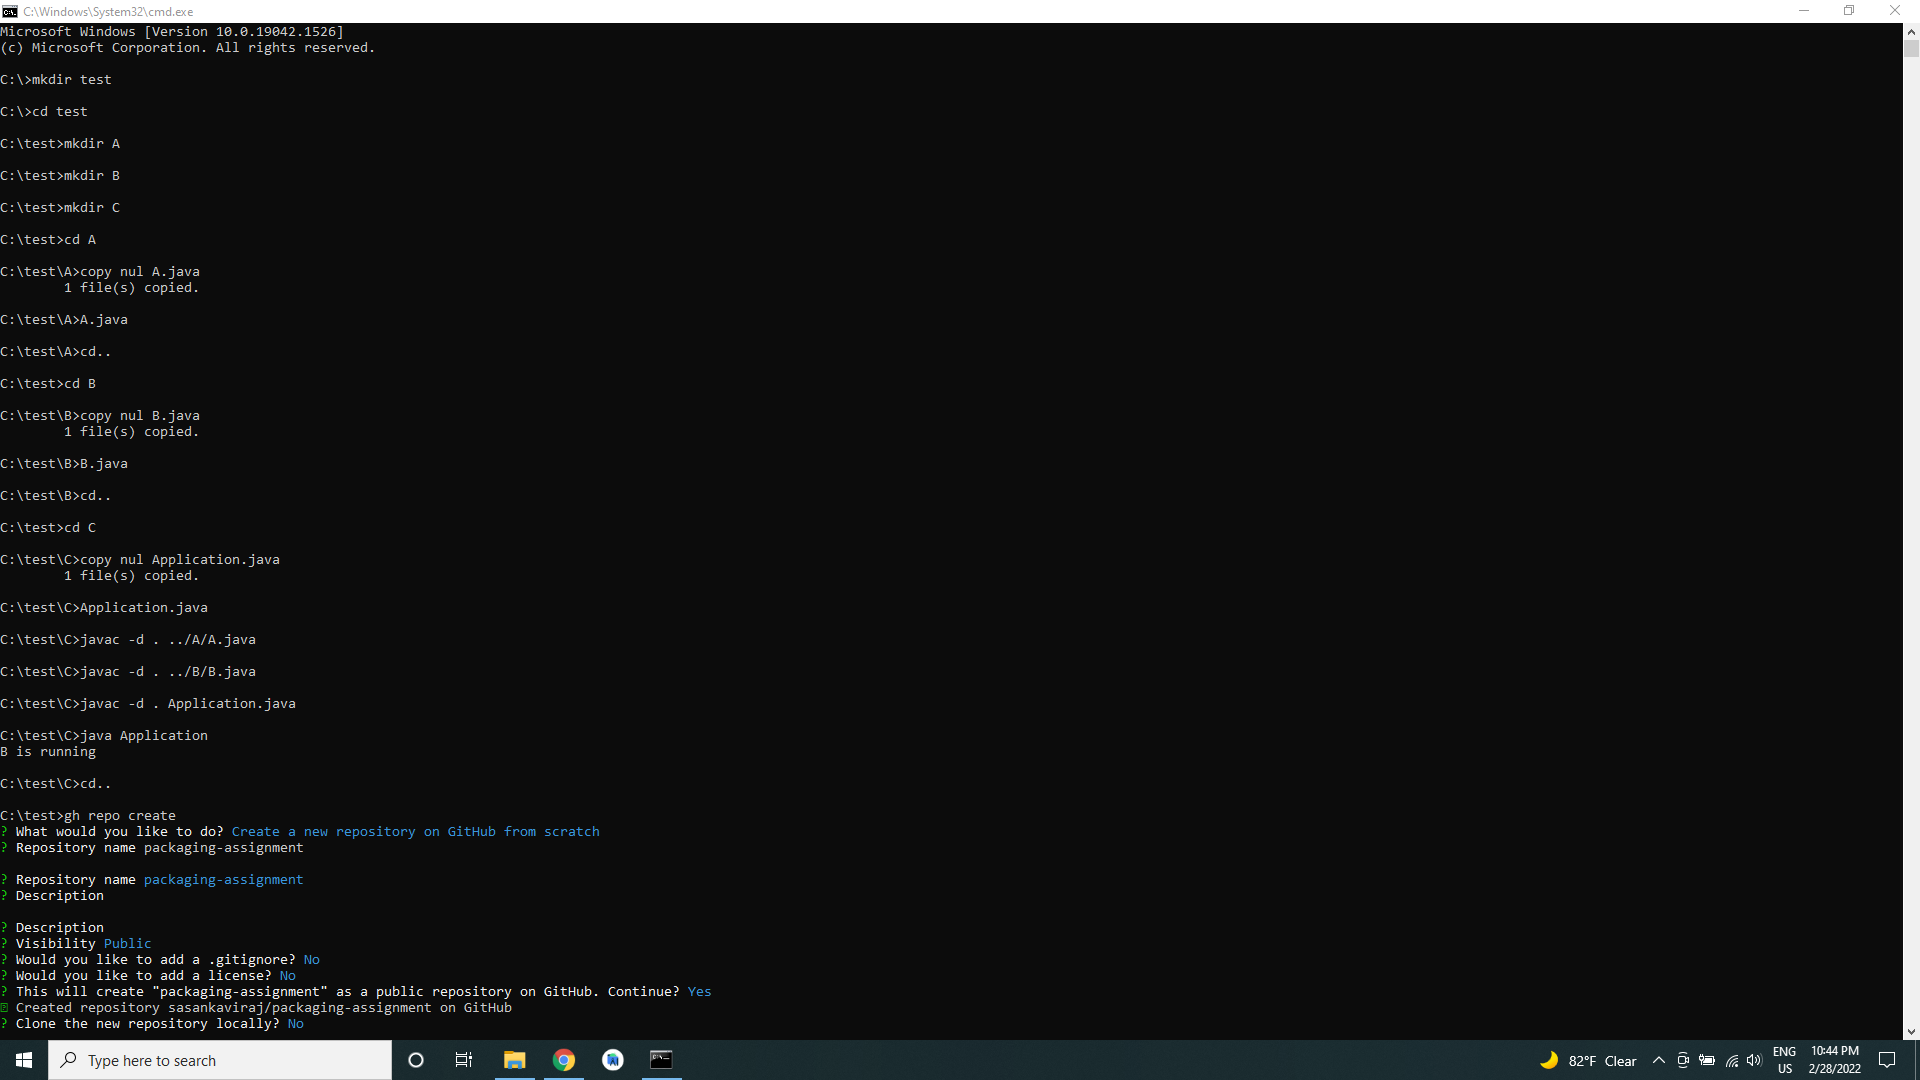 C:\Windows\System32\cmd.exe
Microsoft Windows [Version 10.0.19042.1526]
(c) Microsoft Corporation. All rights reserved.
C:\>mkdir test
C:\>cd test
C:\test>mkdir A
C:\test>mkdir B
C:\test>mkdir C
C:\test>cd A
C:\test\A>copy nul A.java
1 file(s) copied.
C:\test\A>A.java
C:\test\A>cd..
C:\test>cd B
C:\test\B>copy nul B.java
1 file(s) copied.
C:\test\B>B.java
C:\test\B>cd..
C:\test>cd C
C:\test\C>copy nul Application.java
1 file(s) copied.
C:\test\C>Application.java
C:\test\C>javac -d . ../A/A.java
C:\test\C>javac -d . ../B/B.java
C:\test\C>javac -d . Application.java
C:\test\C>java Application
B is running
C:\test\C>cd..
C:\test>gh repo create
? What would you like to do? Create a new repository on GitHub from scratch
? Repository name packaging-assignment
? Repository name packaging-assignment
? Description
? Description
? Visibility Public
? Would you like to add a .gitignore? No
? Would you like to add a license? No
? This will create "packaging-assignment" as a public repository on GitHub. Continue? Yes
Created repository sasankaviraj/packaging-assignment on GitHub
? Clone the new repository locally? No
Type here to search
82°F Clear
ENG
US
10:44 PM
2/28/2022